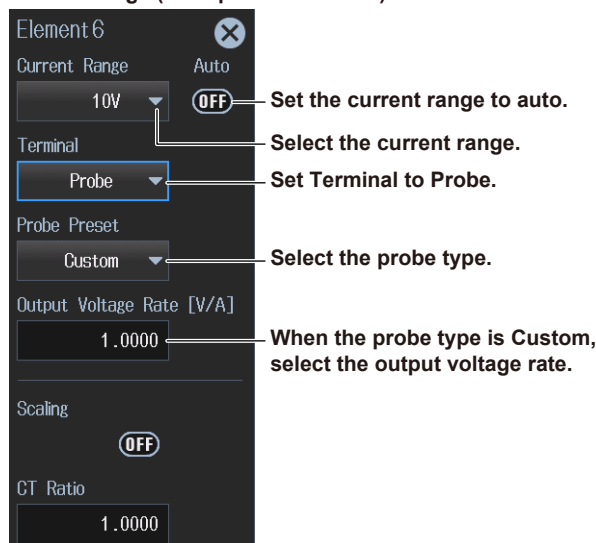 Element 6
Current Range Auto
10V OFF Set the current range to auto.
Select the current range.
Terminal
Probe Set Terminal to Probe.
Probe Preset
Custom Select the probe type.
Output Voltage Rate [V/A]
1.0000 When the probe type is Custom,
select the output voltage rate.
Scaling
OFF
CT Ratio
1.0000